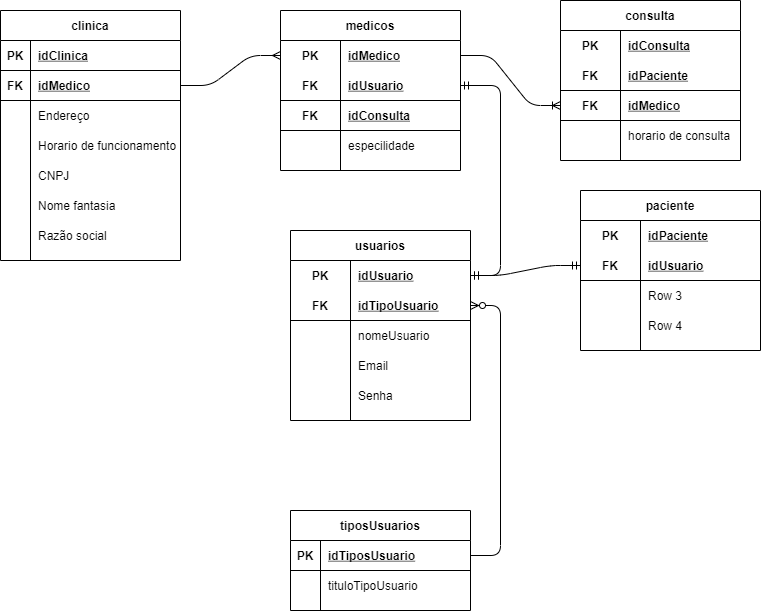 clinica
PK idClinica
FK idMedico
Endereço
Horario de funcionamento
CNPJ
Nome fantasia
Razão social
medicos
PK idMedico
FK idUsuario
FK idConsulta
especilidade
consulta
PK idConsulta
FK idPaciente
FK idMedico
horario de consulta
paciente
PK idPaciente
FK idUsuario
Row 3
Row 4
usuarios
PK idUsuario
FK idTipoUsuario
nomeUsuario
Email
Senha
tiposUsuarios
PK idTiposUsuario
tituloTipoUsuario